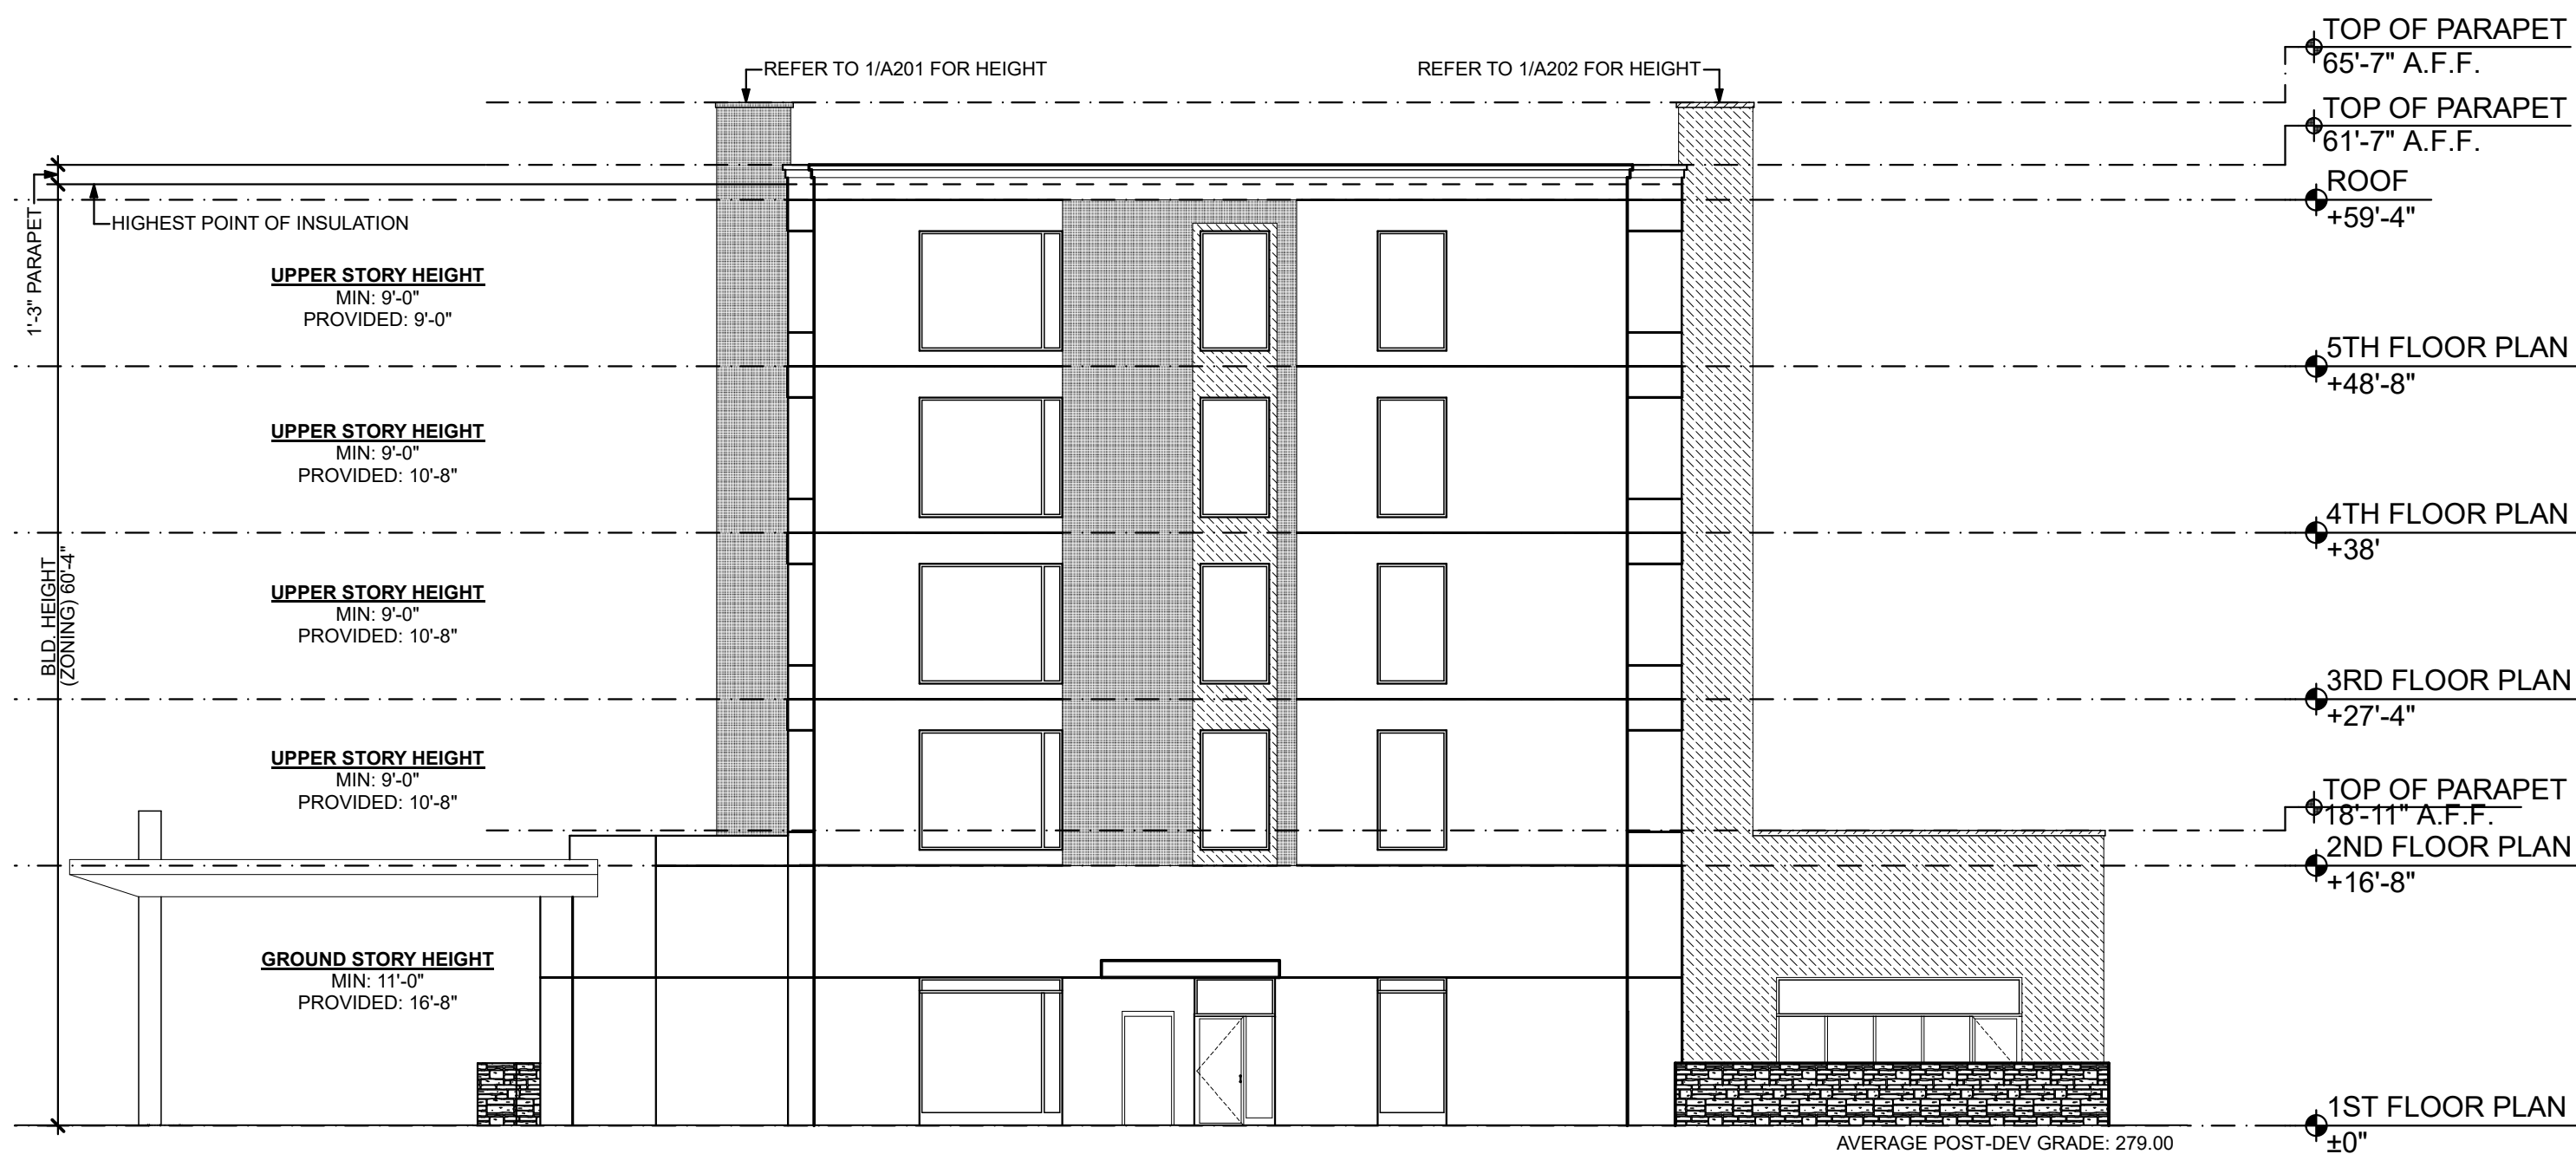 TOP OF PARAPET
65'-7" A.F.F.
REFER TO 1/A201 FOR HEIGHT
REFER TO 1/A202 FOR HEIGHT
TOP OF PARAPET
61'-7" A.F.F.
ROOF
+59'-4"
1'-3" PARAPET
HIGHEST POINT OF INSULATION
UPPER STORY HEIGHT
MIN: 9'-0"
PROVIDED: 9'-0"
5TH FLOOR PLAN
+48'-8"
UPPER STORY HEIGHT
MIN: 9'-0"
PROVIDED: 10'-8"
4TH FLOOR PLAN
+38'
BLD. HEIGHT
(ZONING) 60'-4"
UPPER STORY HEIGHT
MIN: 9'-0"
PROVIDED: 10'-8"
3RD FLOOR PLAN
+27'-4"
UPPER STORY HEIGHT
MIN: 9'-0"
PROVIDED: 10'-8"
TOP OF PARAPET
18'-11" A.F.F.
2ND FLOOR PLAN
+16'-8"
GROUND STORY HEIGHT
MIN: 11'-0"
PROVIDED: 16'-8"
1ST FLOOR PLAN
±0"
AVERAGE POST-DEV GRADE: 279.00